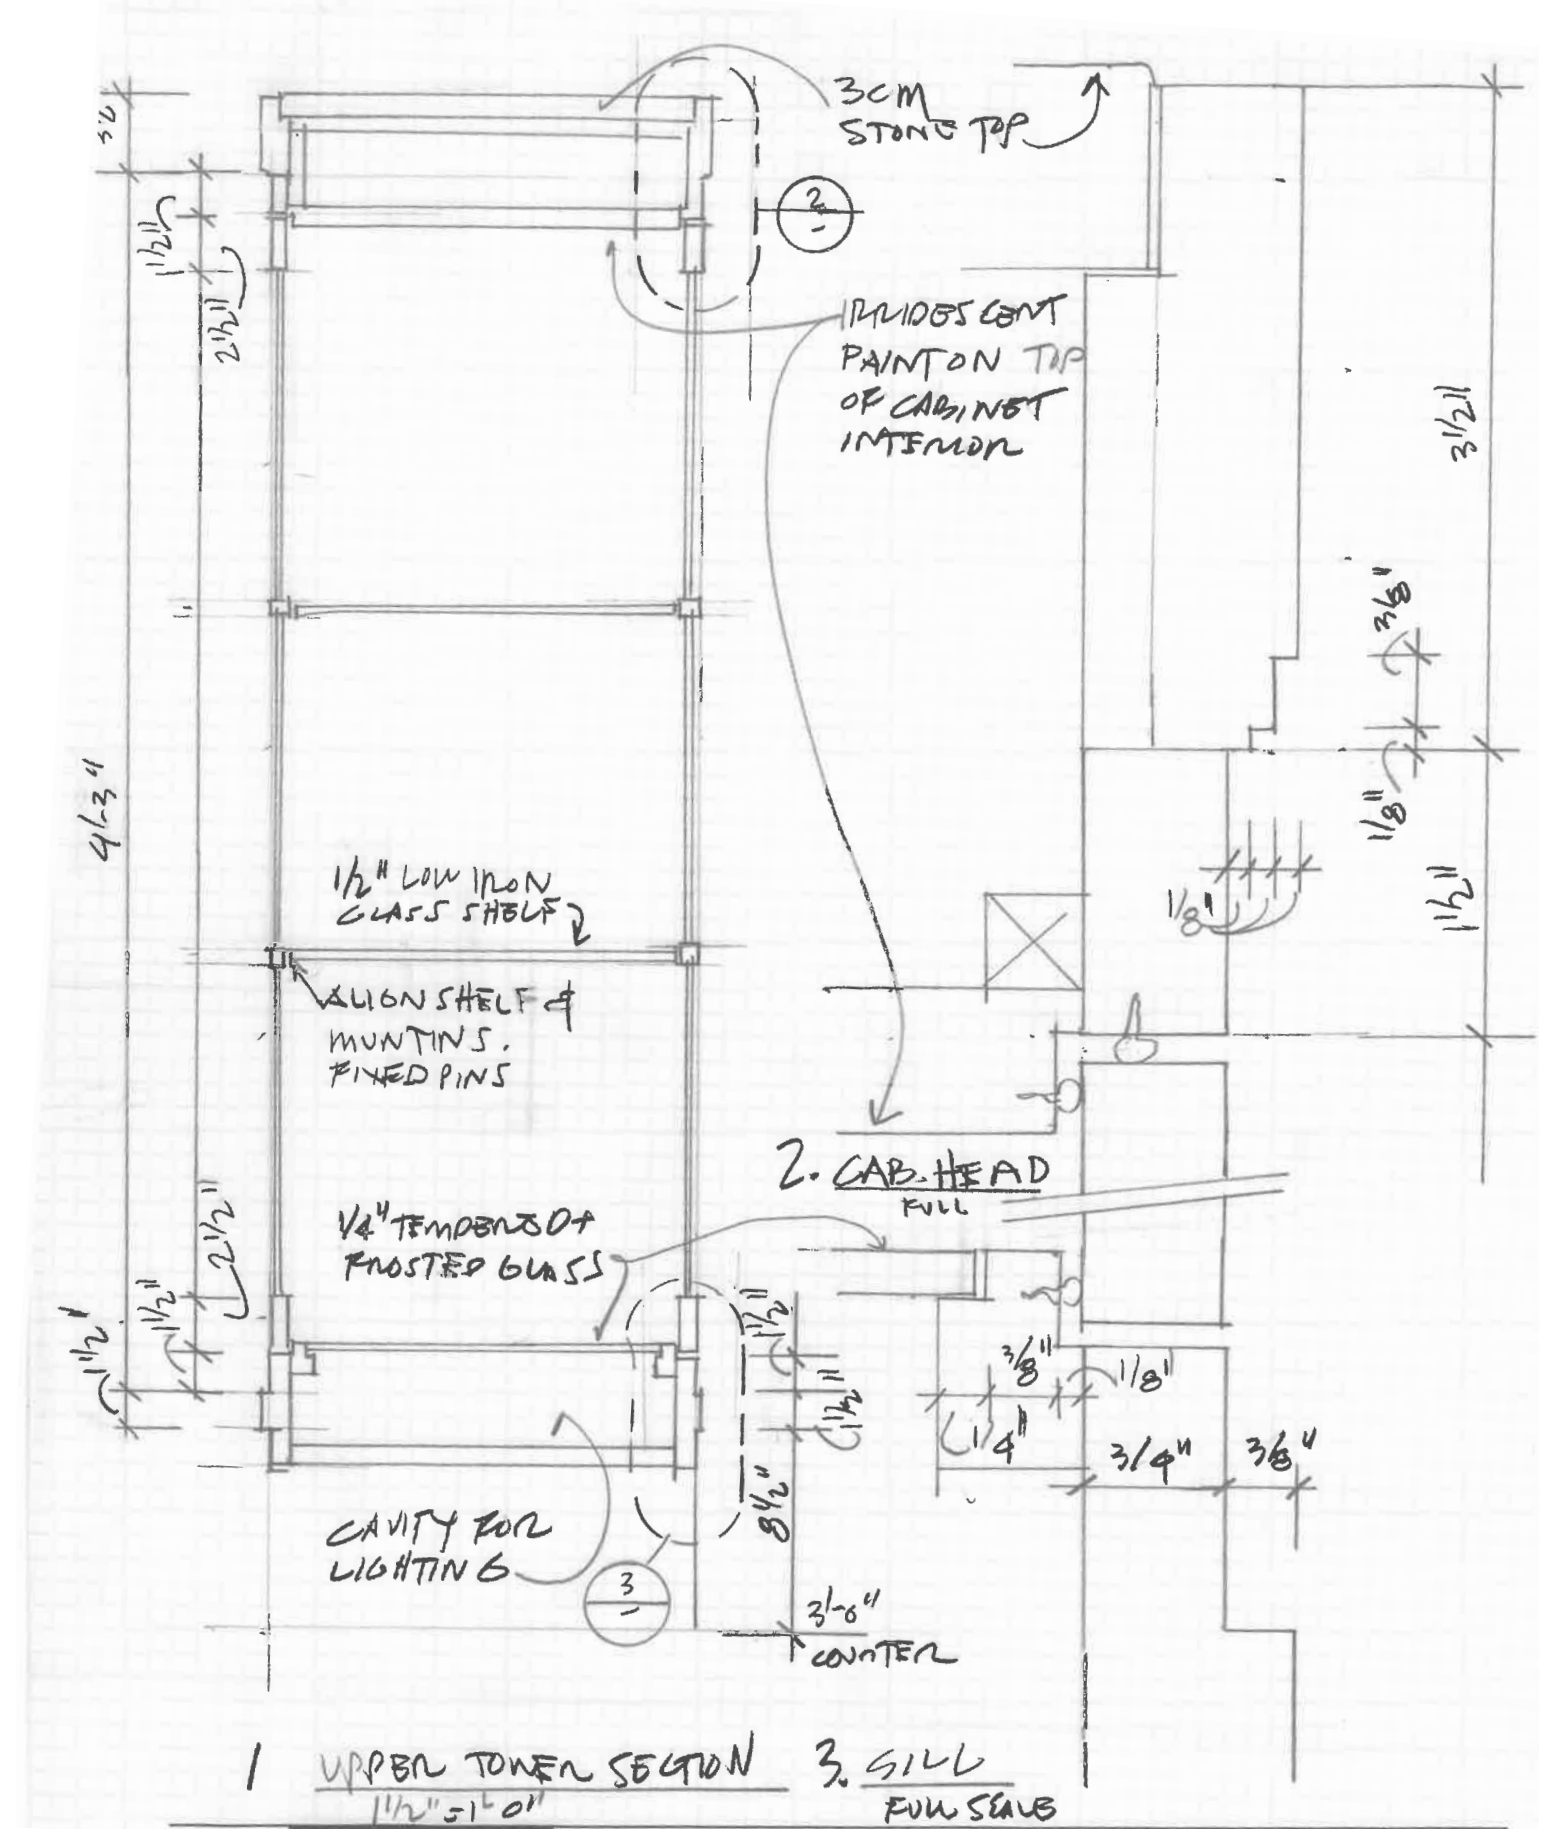 3CM
STONE TOP
3.5
2
-
1 1/2"
2 1/2"
IRRIDESCENT
PAINT ON TOP
OF CABINET
INTERIOR
3 1/2"
3/8"
1/8"
4'-3"
1/2" LOW IRON
GLASS SHELF
1/8"
1 1/2"
ALIGN SHELF &
MUNTINS.
FIXED PINS
2. CAB. HEAD
FULL
1/4" TEMPERED +
FROSTED GLASS
2 1/2"
1 1/2"
1 1/2"
1 1/2"
1 1/2"
3/8"
1/8"
1/4"
3/4"
3/8"
8 1/2"
CAVITY FOR
LIGHTING
3
-
3'-0"
COUNTER
1 UPPER TOWER SECTION
1 1/2" = 1'-0"
3. SILL
FULL SCALE